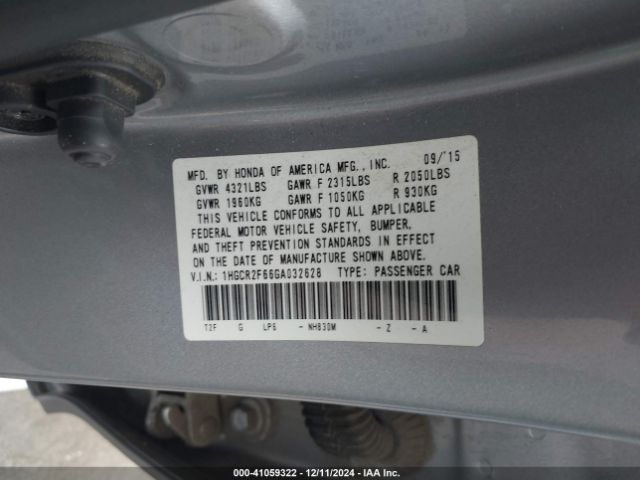 MFD. BY HONDA OF AMERICA MFG., INC. 09/'15
GVWR 4321LBS GAWR F 2315LBS R 2050LBS
GVWR 1960KG GAWR F 1050KG R 930KG
THIS VEHICLE CONFORMS TO ALL APPLICABLE
FEDERAL MOTOR VEHICLE SAFETY, BUMPER,
AND THEFT PREVENTION STANDARDS IN EFFECT
ON THE DATE OF MANUFACTURE SHOWN ABOVE.
V.I.N.: 1HGCR2F66GA032628 TYPE: PASSENGER CAR
T2F G LP6 - NH830M - Z - A
000-41059322 • 12/11/2024 • IAA Inc.